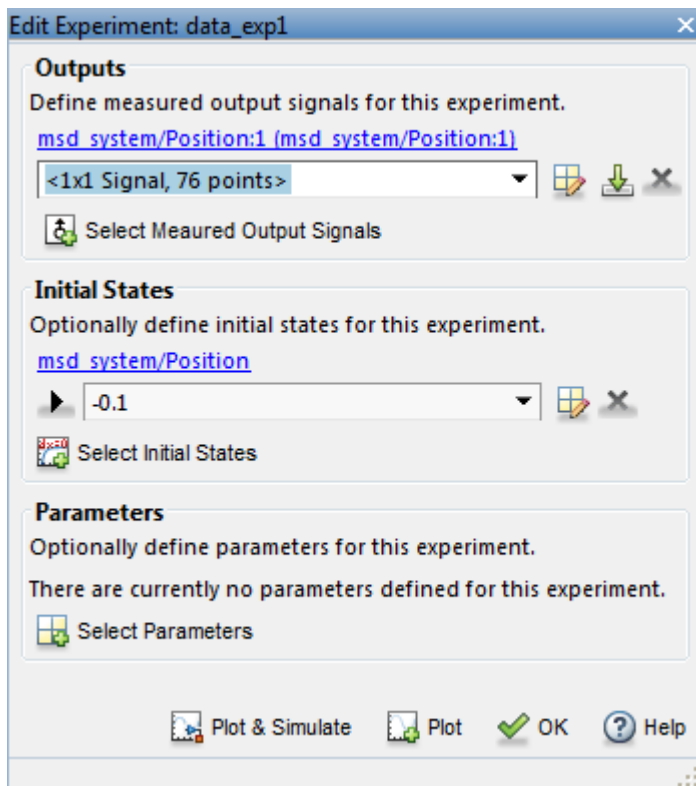 Edit Experiment: data_exp1
Outputs
Define measured output signals for this experiment.
msd_system/Position:1 (msd_system/Position:1)
<1x1 Signal, 76 points>
Select Meaured Output Signals
Initial States
Optionally define initial states for this experiment.
msd_system/Position
-0.1
Select Initial States
Parameters
Optionally define parameters for this experiment.
There are currently no parameters defined for this experiment.
Select Parameters
Plot & Simulate Plot OK Help